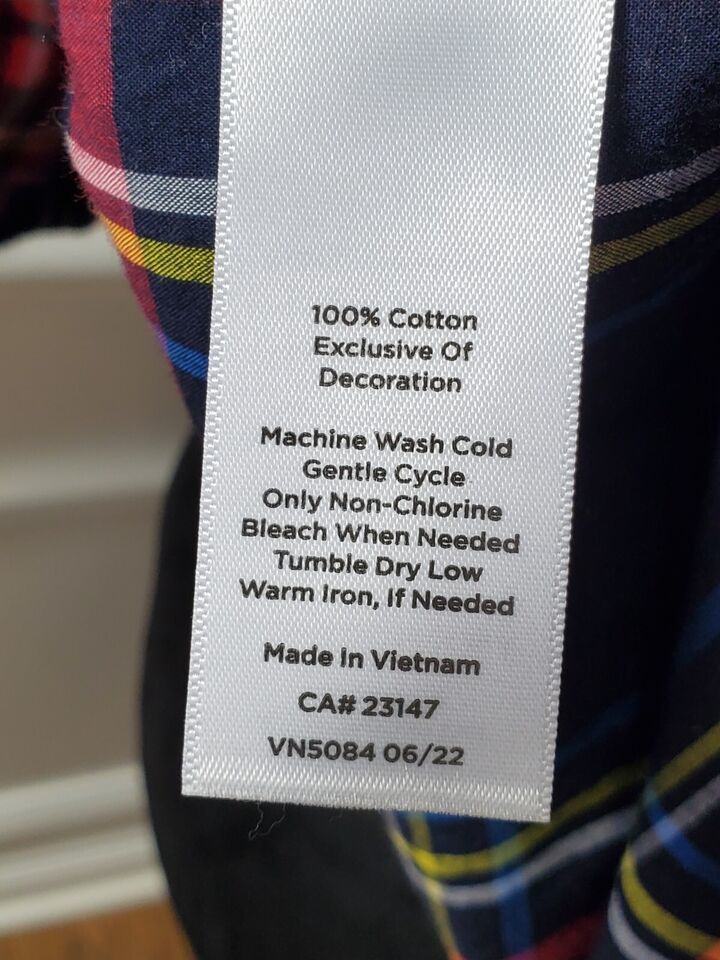 100% Cotton
Exclusive Of
Decoration
Machine Wash Cold
Gentle Cycle
Only Non-Chlorine
Bleach When Needed
Tumble Dry Low
Warm Iron, If Needed
Made In Vietnam
CA# 23147
VN5084 06/22